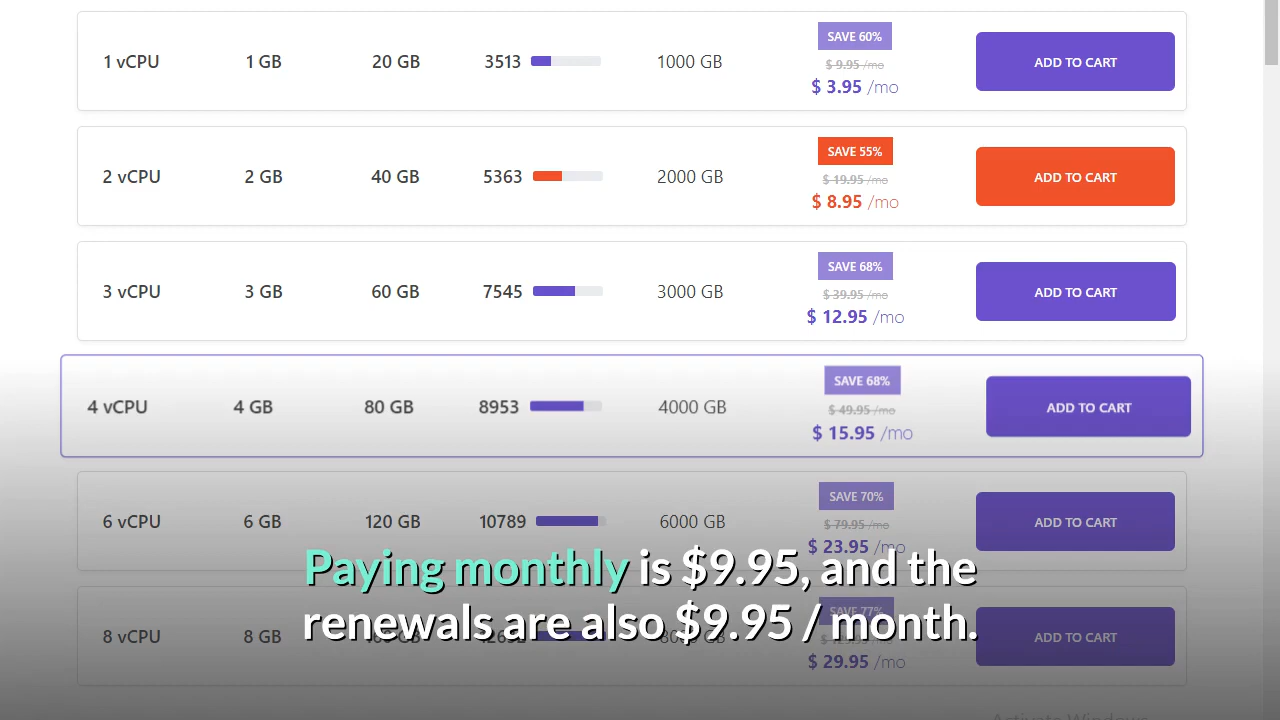 SAVE 60%
1 vCPU 1 GB 20 GB 3513 1000 GB $ 9.95 /mo ADD TO CART
$ 3.95 /mo
SAVE 55%
2 vCPU 2 GB 40 GB 5363 2000 GB $ 19.95 /mo ADD TO CART
$ 8.95 /mo
SAVE 68%
3 vCPU 3 GB 60 GB 7545 3000 GB $ 39.95 /mo ADD TO CART
$ 12.95 /mo
SAVE 68%
4 vCPU 4 GB 80 GB 8953 4000 GB $ 49.95 /mo ADD TO CART
$ 15.95 /mo
SAVE 70%
6 vCPU 6 GB 120 GB 10789 6000 GB $ 79.95 /mo ADD TO CART
$ 23.95 /mo
Paying monthly is $9.95, and the
renewals are also $9.95 / month.
SAVE 77%
8 vCPU 8 GB ADD TO CART
$ 29.95 /mo
Activate Windows